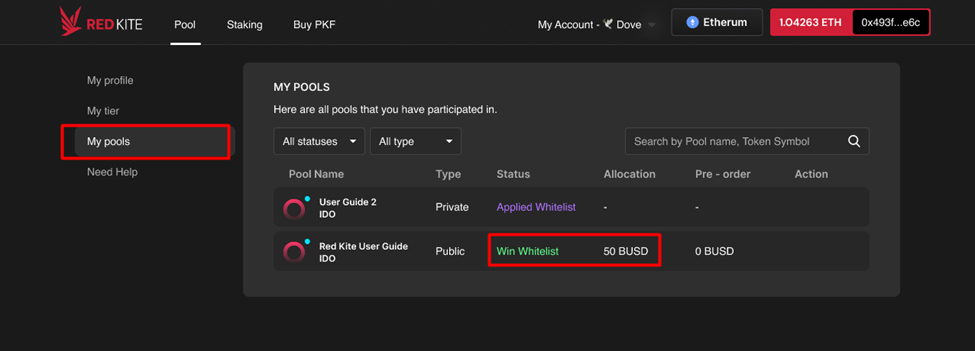 REDKITE Pool Staking Buy PKF My Account - Dove Etherum 1.04263 ETH 0x493f...e6c
My profile
My tier
My pools
Need Help
MY POOLS
Here are all pools that you have participated in.
All statuses All type Search by Pool name, Token Symbol
Pool Name Type Status Allocation Pre - order Action
User Guide 2
IDO
Private Applied Whitelist - -
Red Kite User Guide
IDO
Public Win Whitelist 50 BUSD 0 BUSD